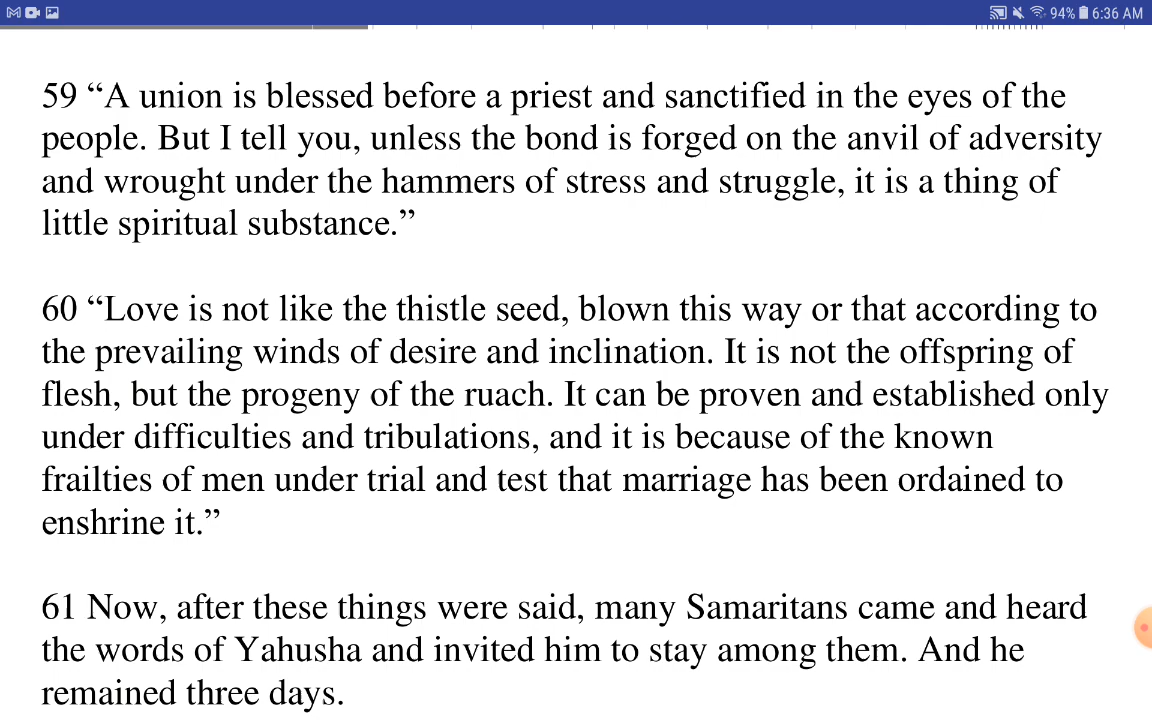 94% 6:36 AM
59 “A union is blessed before a priest and sanctified in the eyes of the
people. But I tell you, unless the bond is forged on the anvil of adversity
and wrought under the hammers of stress and struggle, it is a thing of
little spiritual substance.”
60 “Love is not like the thistle seed, blown this way or that according to
the prevailing winds of desire and inclination. It is not the offspring of
flesh, but the progeny of the ruach. It can be proven and established only
under difficulties and tribulations, and it is because of the known
frailties of men under trial and test that marriage has been ordained to
enshrine it.”
61 Now, after these things were said, many Samaritans came and heard
the words of Yahusha and invited him to stay among them. And he
remained three days.